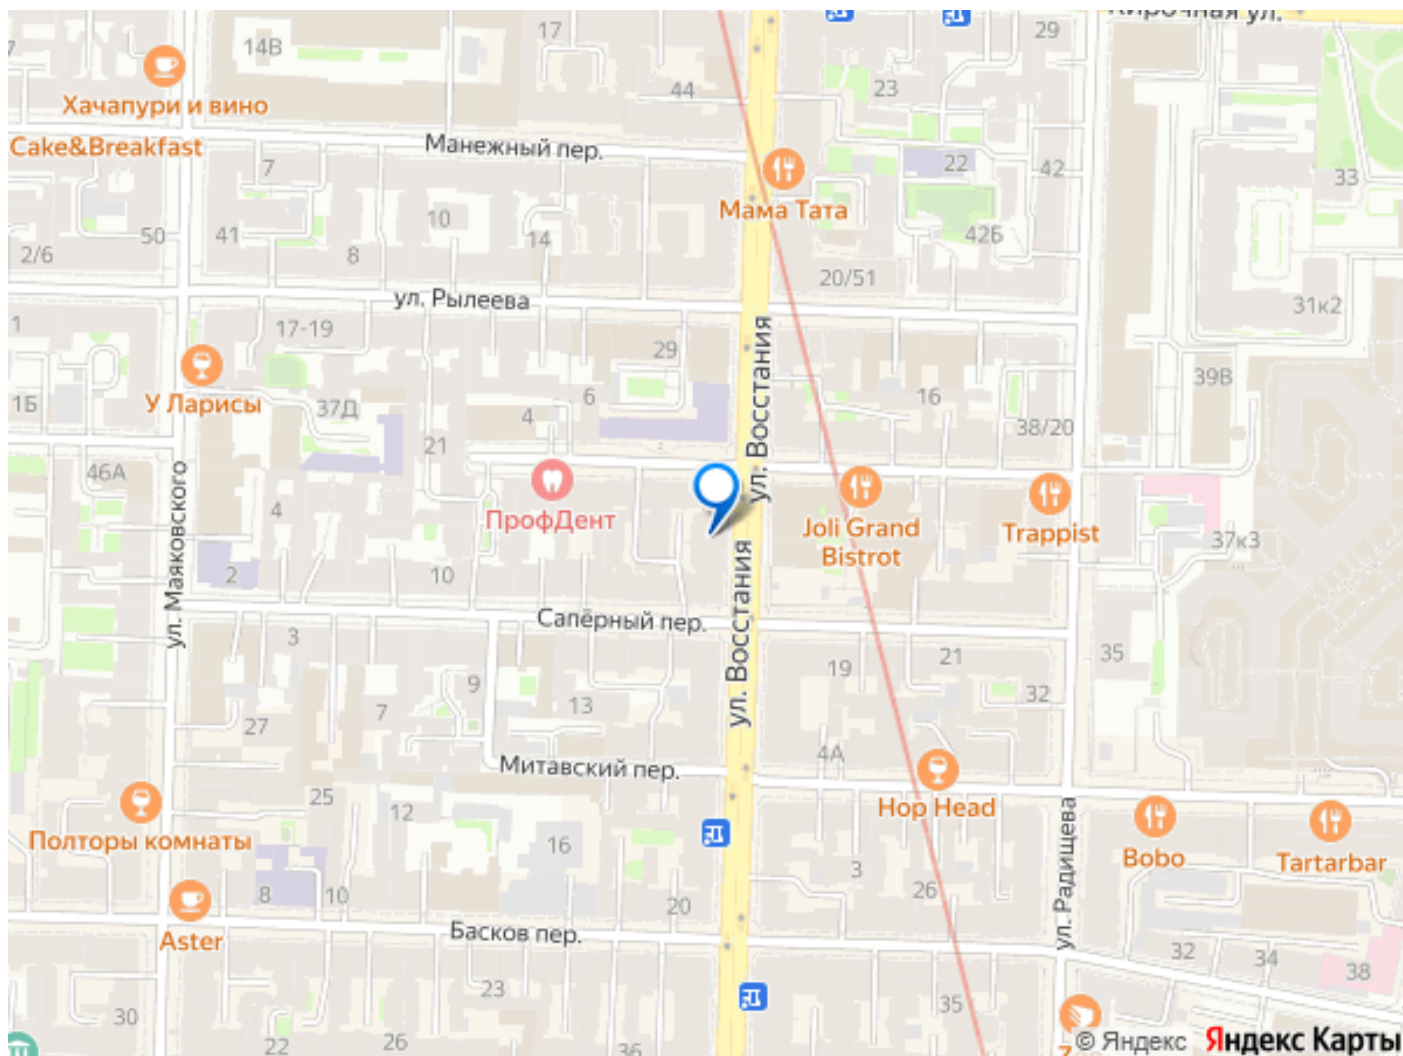 Кирочная ул.
17
14В
29
7
Хачапури и вино
44
23
Cake&Breakfast
Манежный пер.
22
42
7
33
Мама Тата
10
50
41
14
42Б
2/6
8
20/51
ул. Рылеева
31к2
1
17-19
29
ул. Восстания
39В
У Ларисы
1Б
37Д
6
16
4
38/20
21
46А
ул. Маяковского
4
ПрофДент
Joli Grand
Bistrot
Trappist
37к3
2
10
Сапёрный пер.
ул. Восстания
3
35
19
21
9
32
7
13
27
4А
Митавский пер.
25
12
Hop Head
Полторы комнаты
16
3
Bobo
Tartarbar
ул. Радищева
8
10
26
20
Aster
Басков пер.
32
34
38
23
35
30
22
26
36
© Яндекс Яндекс Карты